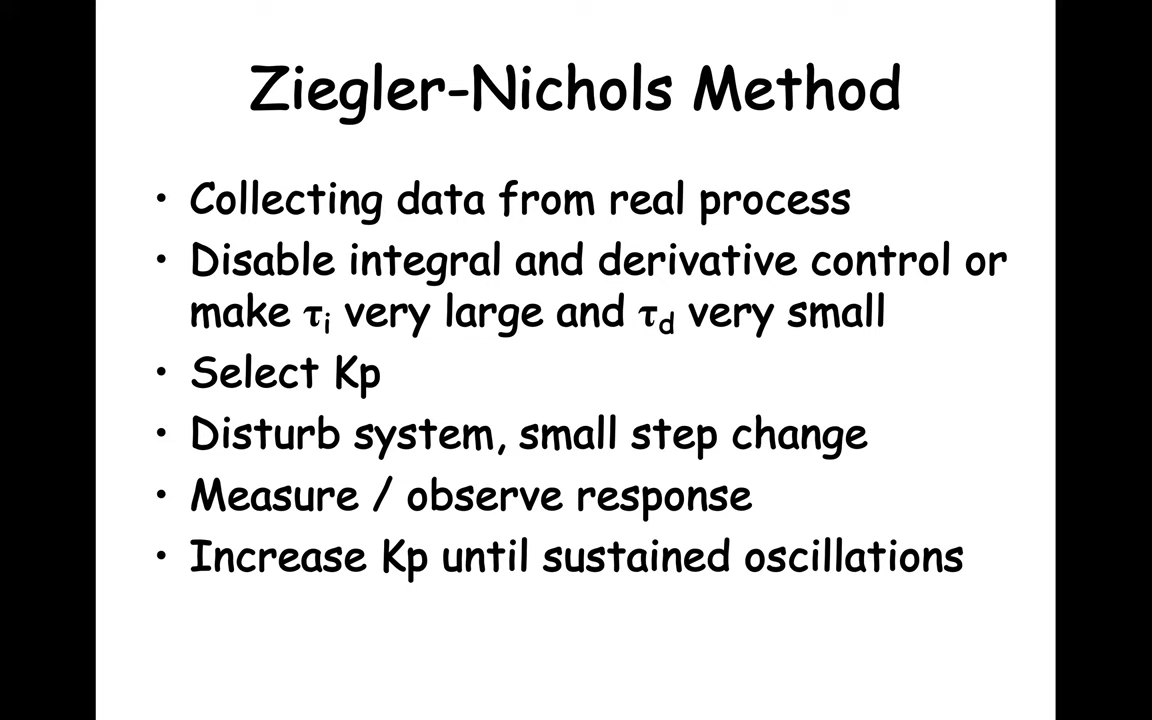 Ziegler-Nichols Method
• Collecting data from real process
• Disable integral and derivative control or
make τi very large and τd very small
• Select Kp
• Disturb system, small step change
• Measure / observe response
• Increase Kp until sustained oscillations